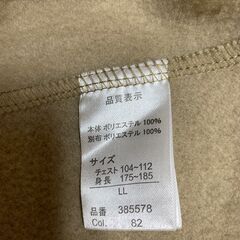 品質表示
本体 ポリエステル 100%
別布 ポリエステル 100%
サイズ
チェスト 104~112
身長 175~185
LL
品番 385578
Col. 82